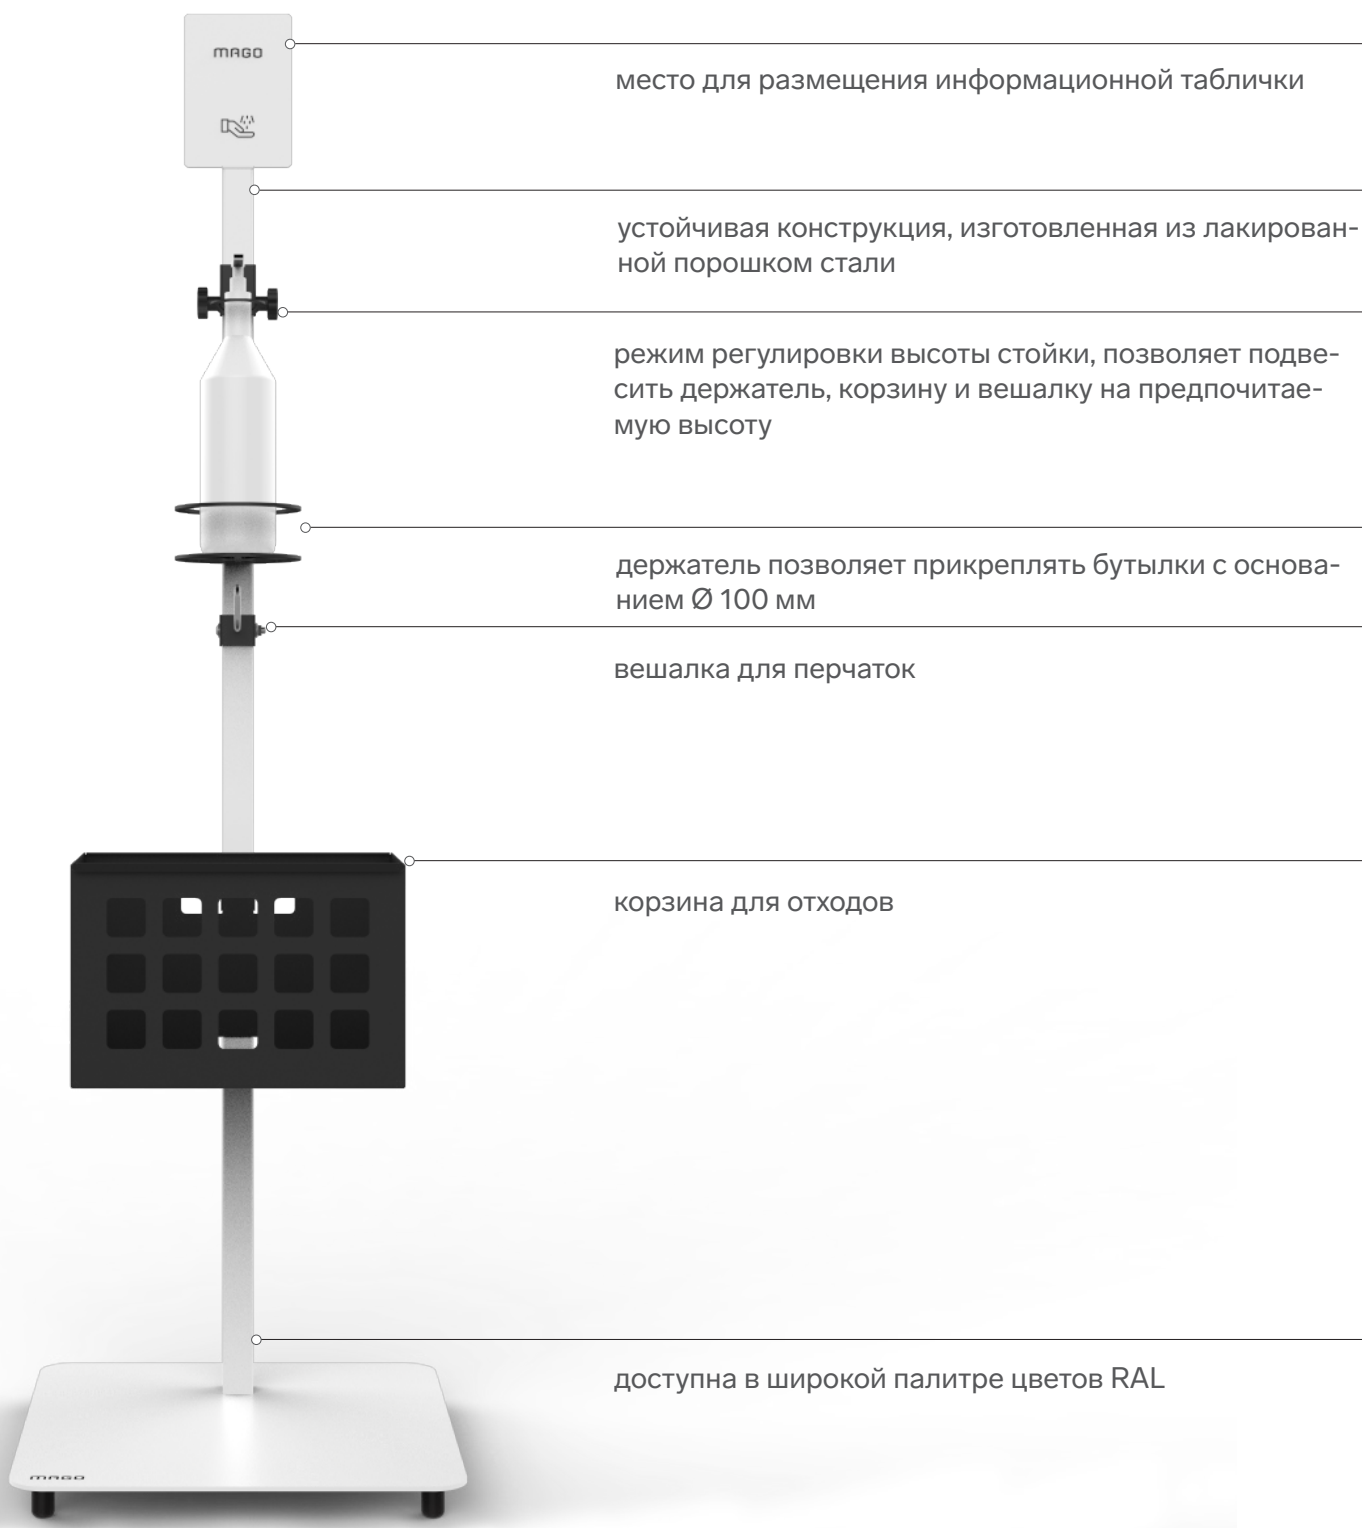 MAGO
место для размещения информационной таблички
устойчивая конструкция, изготовленная из лакирован-
ной порошком стали
режим регулировки высоты стойки, позволяет подве-
сить держатель, корзину и вешалку на предпочитае-
мую высоту
держатель позволяет прикреплять бутылки с основа-
нием Ø 100 мм
вешалка для перчаток
корзина для отходов
доступна в широкой палитре цветов RAL
MAGO